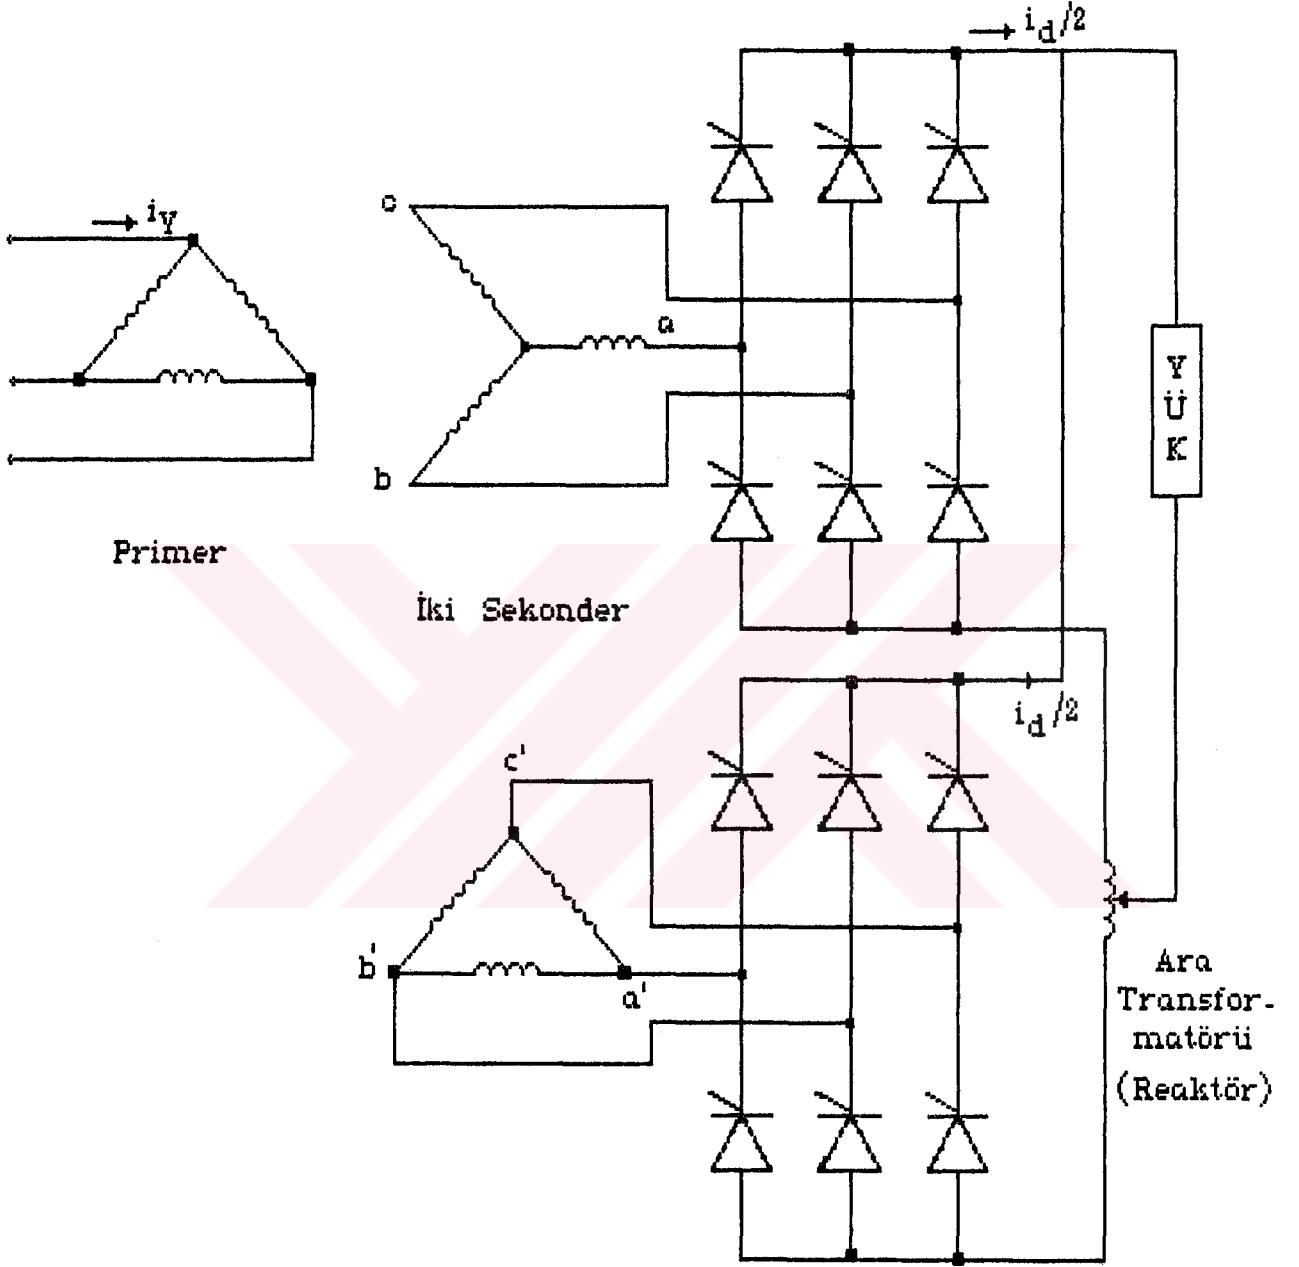 i_d/2
i_Y
c
a
b
Y
Ü
K
Primer
İki Sekonder
i_d/2
c'
b'
a'
Ara
Transfor-
matörü
(Reaktör)